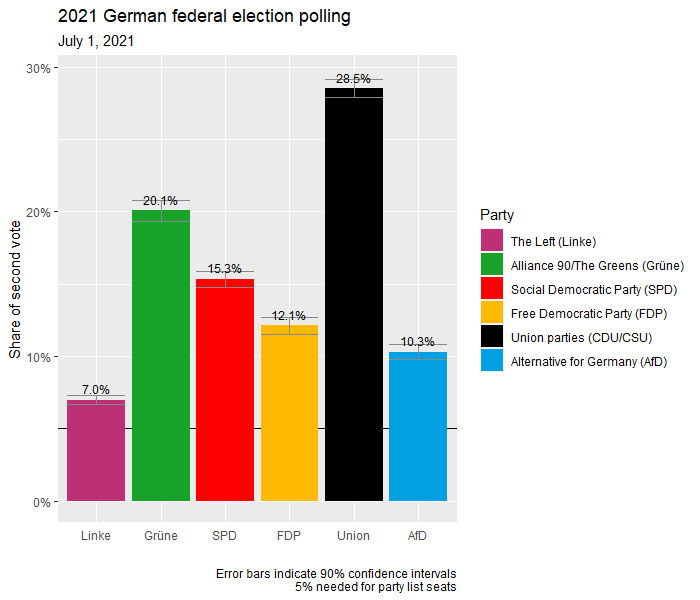 2021 German federal election polling
July 1, 2021
Share of second vote
30%
20%
10%
0%
7.0%
20.1%
15.3%
12.1%
28.5%
10.3%
Linke
Grüne
SPD
FDP
Union
AfD
Party
The Left (Linke)
Alliance 90/The Greens (Grüne)
Social Democratic Party (SPD)
Free Democratic Party (FDP)
Union parties (CDU/CSU)
Alternative for Germany (AfD)
Error bars indicate 90% confidence intervals
5% needed for party list seats